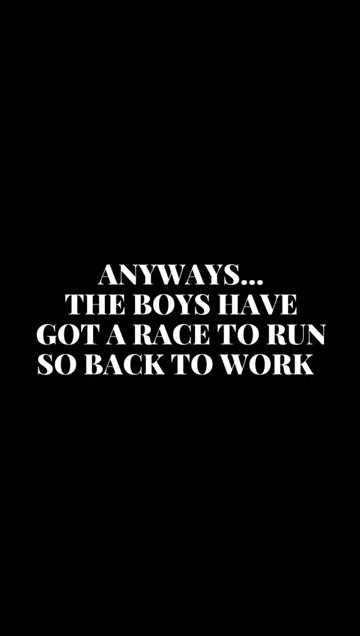 ANYWAYS...
THE BOYS HAVE
GOT A RACE TO RUN
SO BACK TO WORK